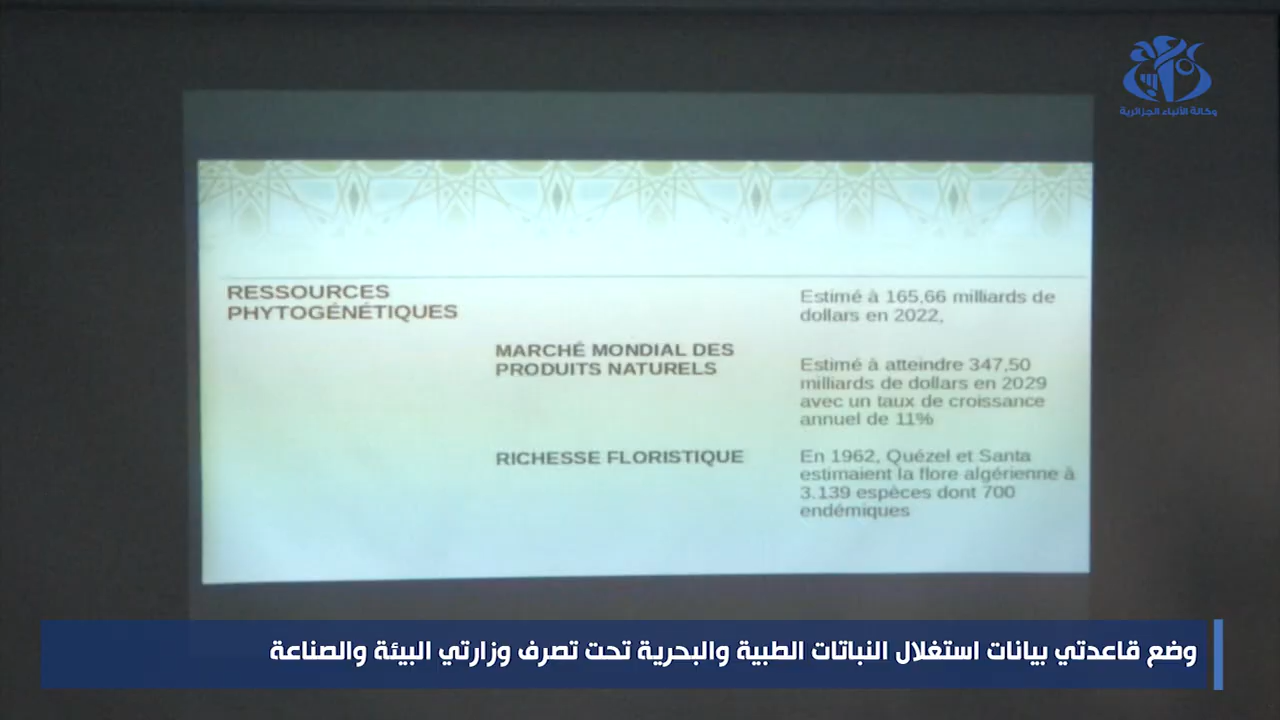 وكالة الأنباء الجزائرية
RESSOURCES
PHYTOGÉNÉTIQUES
Estimé à 165,66 milliards de
dollars en 2022,
MARCHÉ MONDIAL DES
PRODUITS NATURELS
Estimé à atteindre 347,50
milliards de dollars en 2029
avec un taux de croissance
annuel de 11%
RICHESSE FLORISTIQUE
En 1962, Quézel et Santa
estimaient la flore algérienne à
3.139 espèces dont 700
endémiques
وضع قاعدتي بيانات استغلال النباتات الطبية والبحرية تحت تصرف وزارتي البيئة والصناعة